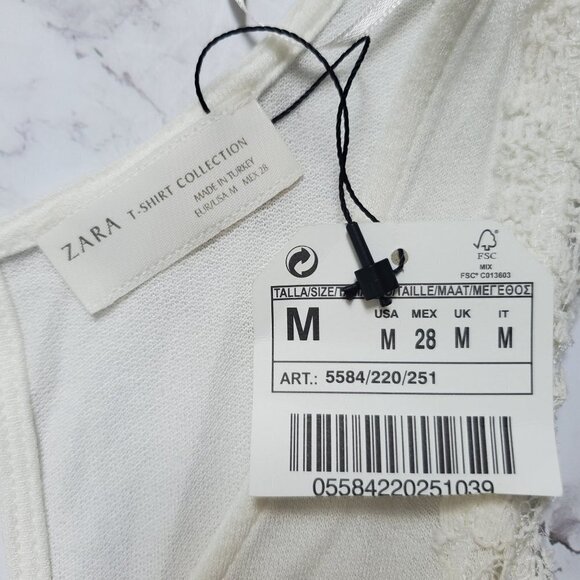 ZARA T-SHIRT COLLECTION
MADE IN TURKEY
EUR/USA M MEX 28
FSC
MIX
FSC® C013603
TALLA/SIZE/ /TAILLE/MAAT/ΜΕΓΕΘΟΣ
M
USA MEX UK IT
M 28 M M
ART.: 5584/220/251
05584220251039